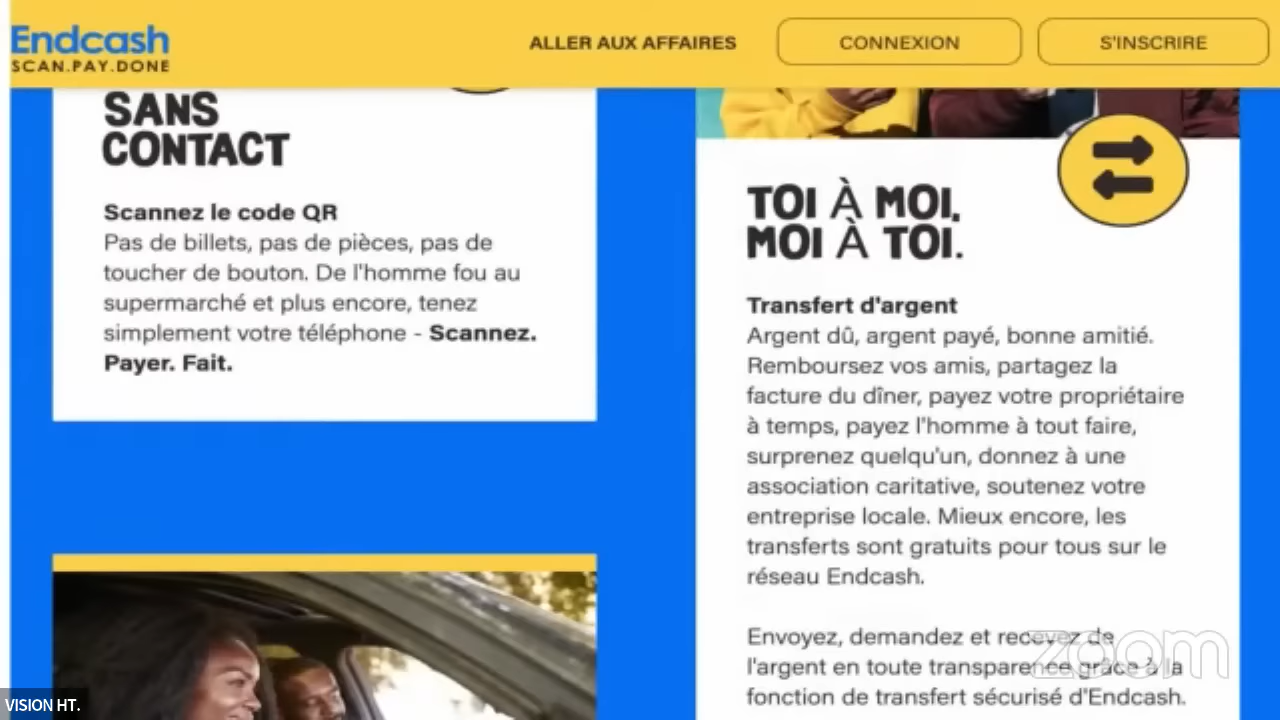 Endcash
SCAN.PAY.DONE
ALLER AUX AFFAIRES
CONNEXION
S'INSCRIRE
SANS
CONTACT
Scannez le code QR
Pas de billets, pas de pièces, pas de
toucher de bouton. De l'homme fou au
supermarché et plus encore, tenez
simplement votre téléphone - Scannez.
Payer. Fait.
TOI À MOI,
MOI À TOI.
Transfert d'argent
Argent dû, argent payé, bonne amitié.
Remboursez vos amis, partagez la
facture du dîner, payez votre propriétaire
à temps, payez l'homme à tout faire,
surprenez quelqu'un, donnez à une
association caritative, soutenez votre
entreprise locale. Mieux encore, les
transferts sont gratuits pour tous sur le
réseau Endcash.
Envoyez, demandez et recevez de
l'argent en toute transparence grâce à la
fonction de transfert sécurisé d'Endcash.
zoom
VISION HT.